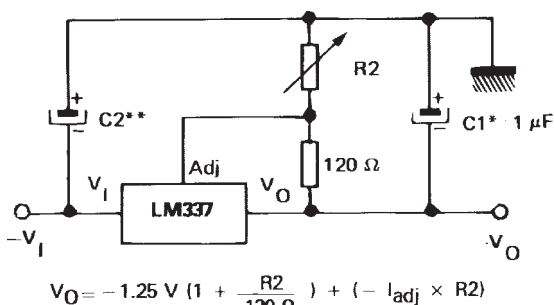 R2
+
C2**
−
+
C1* 1 μF
−
Adj
120 Ω
V_I
V_O
LM337
−V_I
-V_O
V_O = − 1.25 V (1 + R2 / 120 Ω ) + (− I_adj × R2)